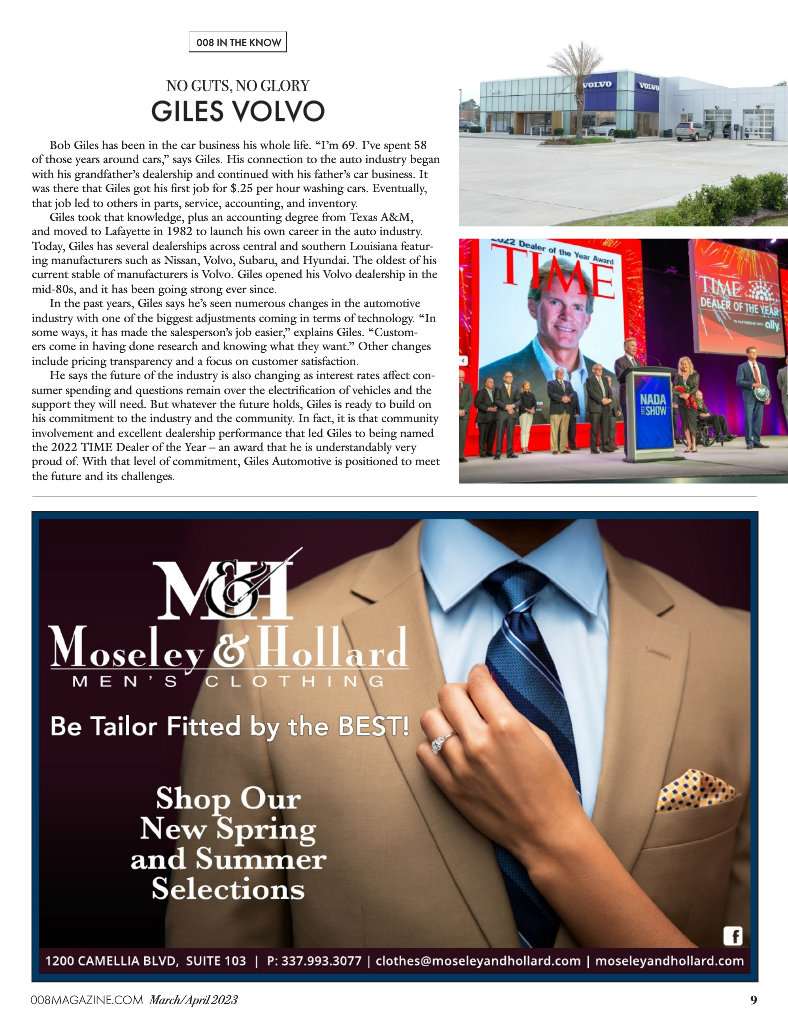 008 IN THE KNOW
NO GUTS, NO GLORY
GILES VOLVO
Bob Giles has been in the car business his whole life. “I’m 69. I’ve spent 58
of those years around cars,” says Giles. His connection to the auto industry began
with his grandfather’s dealership and continued with his father’s car business. It
was there that Giles got his first job for $.25 per hour washing cars. Eventually,
that job led to others in parts, service, accounting, and inventory.
Giles took that knowledge, plus an accounting degree from Texas A&M,
and moved to Lafayette in 1982 to launch his own career in the auto industry.
Today, Giles has several dealerships across central and southern Louisiana featur-
ing manufacturers such as Nissan, Volvo, Subaru, and Hyundai. The oldest of his
current stable of manufacturers is Volvo. Giles opened his Volvo dealership in the
mid-80s, and it has been going strong ever since.
In the past years, Giles says he’s seen numerous changes in the automotive
industry with one of the biggest adjustments coming in terms of technology. “In
some ways, it has made the salesperson’s job easier,” explains Giles. “Custom-
ers come in having done research and knowing what they want.” Other changes
include pricing transparency and a focus on customer satisfaction.
He says the future of the industry is also changing as interest rates affect con-
sumer spending and questions remain over the electrification of vehicles and the
support they will need. But whatever the future holds, Giles is ready to build on
his commitment to the industry and the community. In fact, it is that community
involvement and excellent dealership performance that led Giles to being named
the 2022 TIME Dealer of the Year – an award that he is understandably very
proud of. With that level of commitment, Giles Automotive is positioned to meet
the future and its challenges.
VOLVO
VOLVO
2022 Dealer of the Year Award
TIME
TIME
DEALER OF THE YEAR
IN PARTNERSHIP WITH ally
NADA
SHOW
M&H
Moseley & Hollard
MEN’S CLOTHING
Be Tailor Fitted by the BEST!
Shop Our
New Spring
and Summer
Selections
f
1200 CAMELLIA BLVD, SUITE 103 | P: 337.993.3077 | clothes@moseleyandhollard.com | moseleyandhollard.com
008MAGAZINE.COM March/April 2023
9